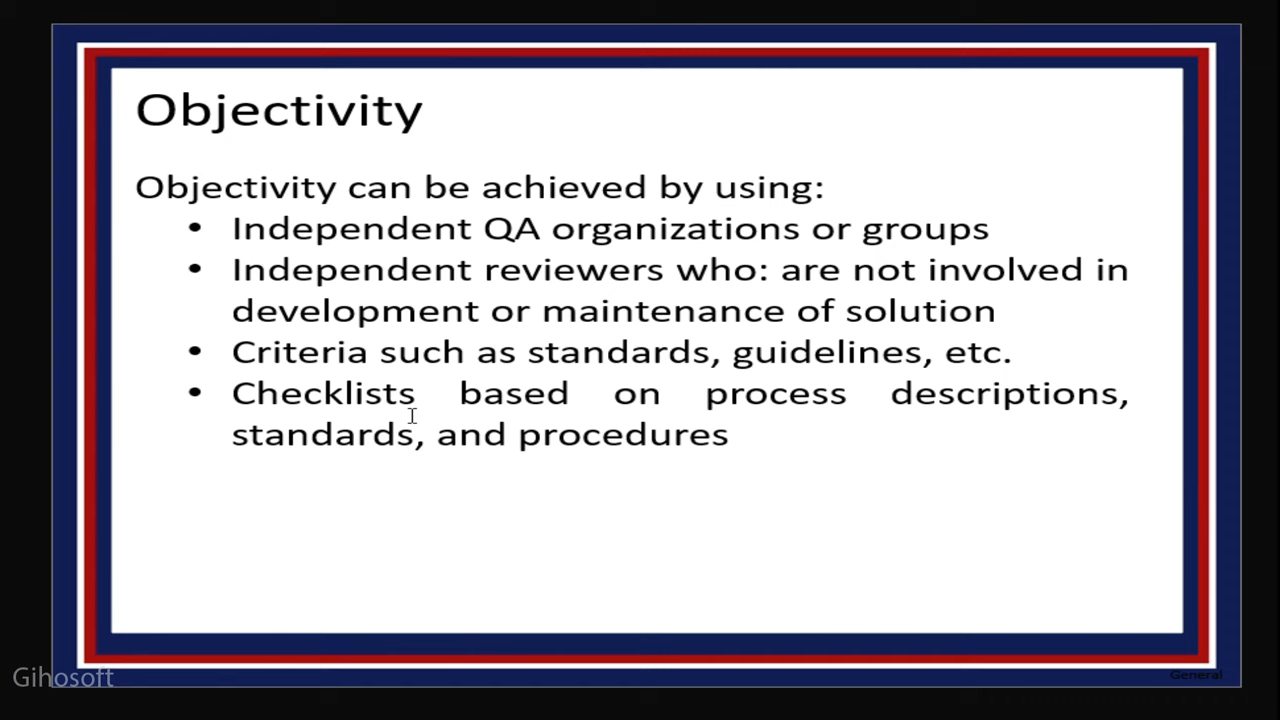 Objectivity
Objectivity can be achieved by using:
• Independent QA organizations or groups
• Independent reviewers who: are not involved in
development or maintenance of solution
• Criteria such as standards, guidelines, etc.
• Checklists based on process descriptions,
standards, and procedures
Gihosoft
General